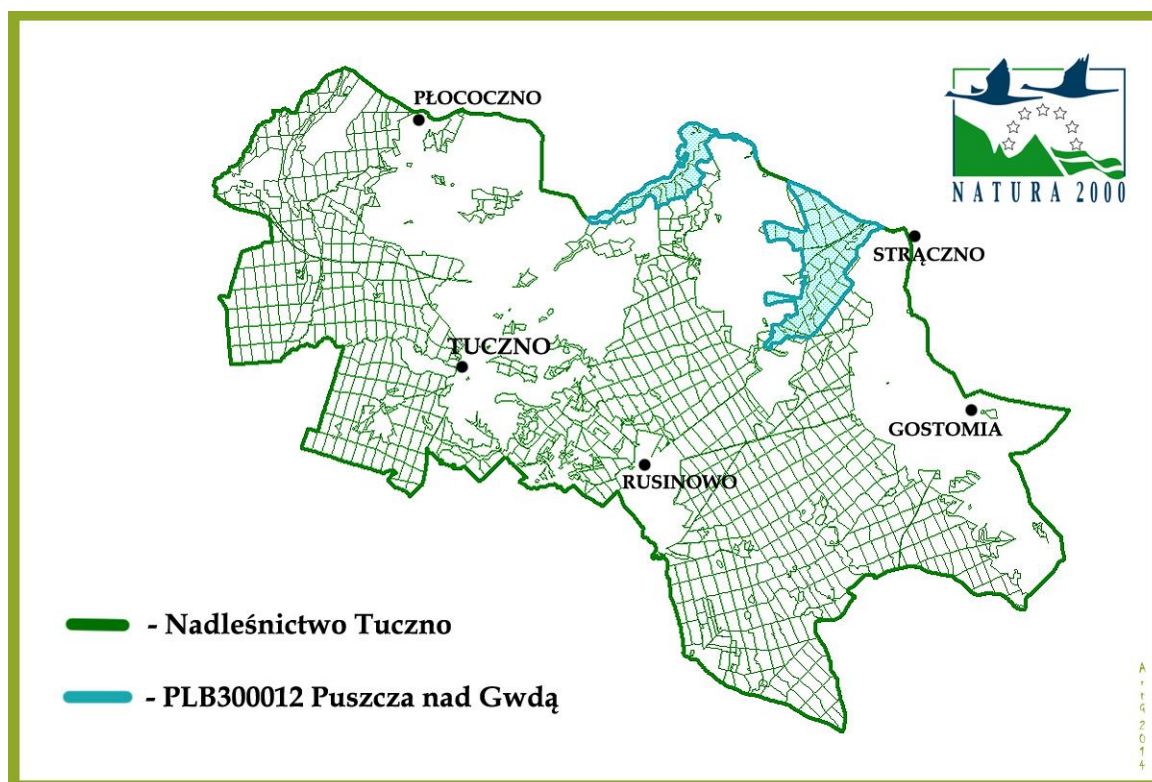 PŁOCOCZNO
NATURA 2000
STRĄCZNO
TUCZNO
GOSTOMIA
RUSINOWO
- Nadleśnictwo Tuczno
- PLB300012 Puszcza nad Gwdą